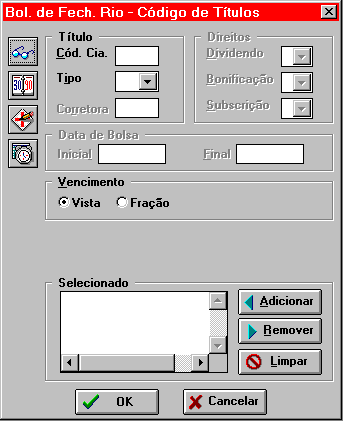 Bol. de Fech. Rio - Código de Títulos
Título
Cód. Cia.
Tipo
Corretora
Direitos
Dividendo
Bonificação
Subscrição
Data de Bolsa
Inicial
Final
Vencimento
Vista
Fração
Selecionado
Adicionar
Remover
Limpar
OK
Cancelar